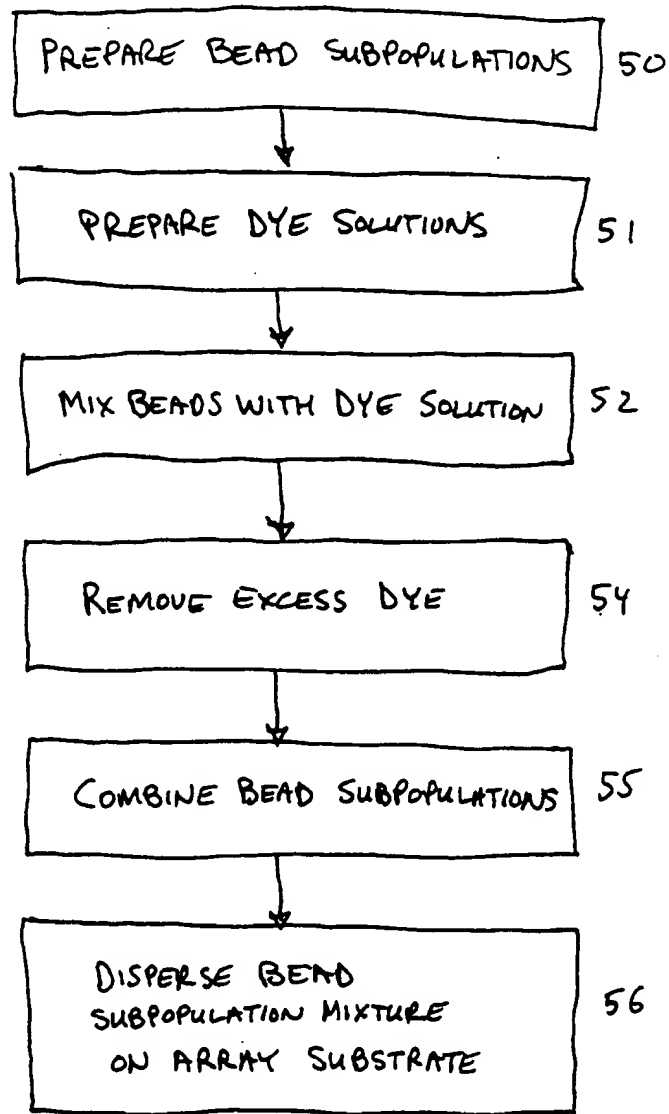 PREPARE BEAD SUBPOPULATIONS 50
PREPARE DYE SOLUTIONS 51
MIX BEADS WITH DYE SOLUTION 52
REMOVE EXCESS DYE 54
COMBINE BEAD SUBPOPULATIONS 55
DISPERSE BEAD
SUBPOPULATION MIXTURE 56
ON ARRAY SUBSTRATE